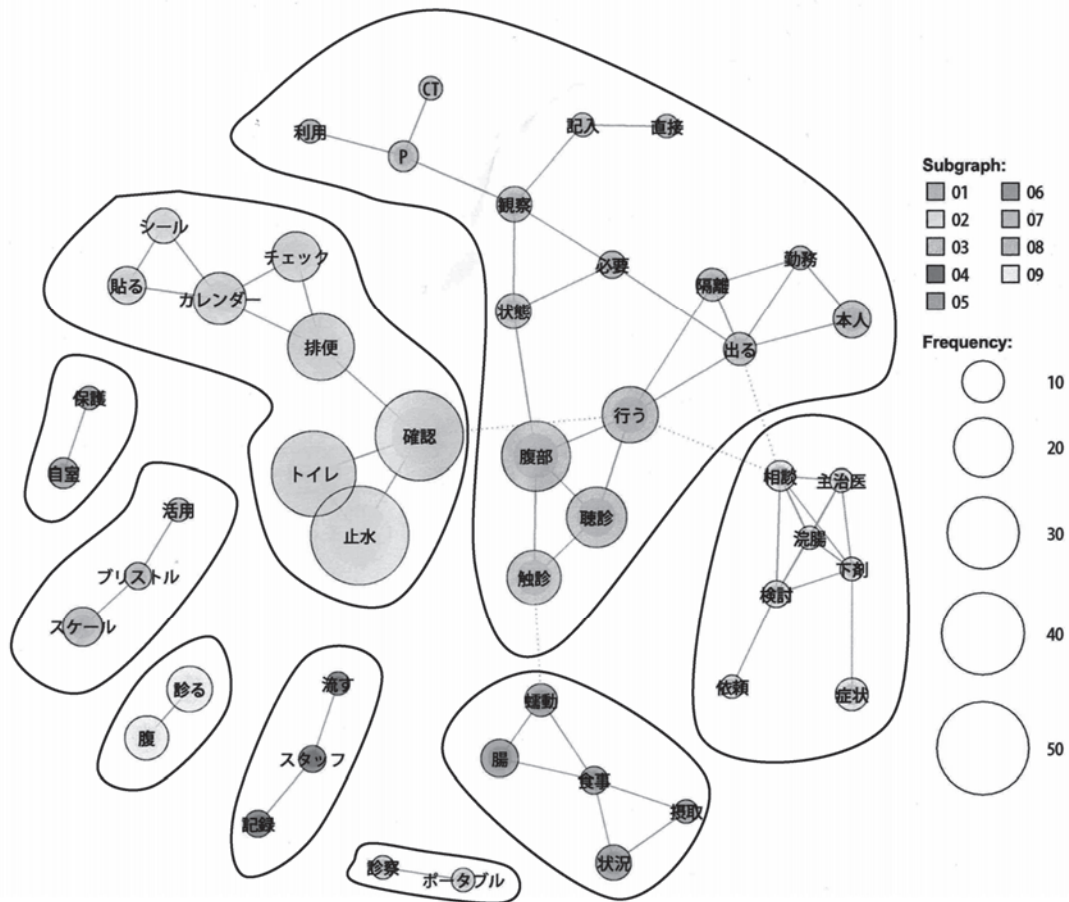 CT
利用
P
記入
直接
観察
必要
状態
隔離
勤務
本人
出る
行う
腹部
聴診
触診
シール
貼る
カレンダー
チェック
排便
確認
トイレ
止水
保護
自室
活用
ブリストル
スケール
診る
腹
流す
スタッフ
記録
診察
ポータブル
蠕動
腸
食事
摂取
状況
相談
主治医
浣腸
下剤
検討
依頼
症状
Subgraph:
01
02
03
04
05
06
07
08
09
Frequency:
10
20
30
40
50